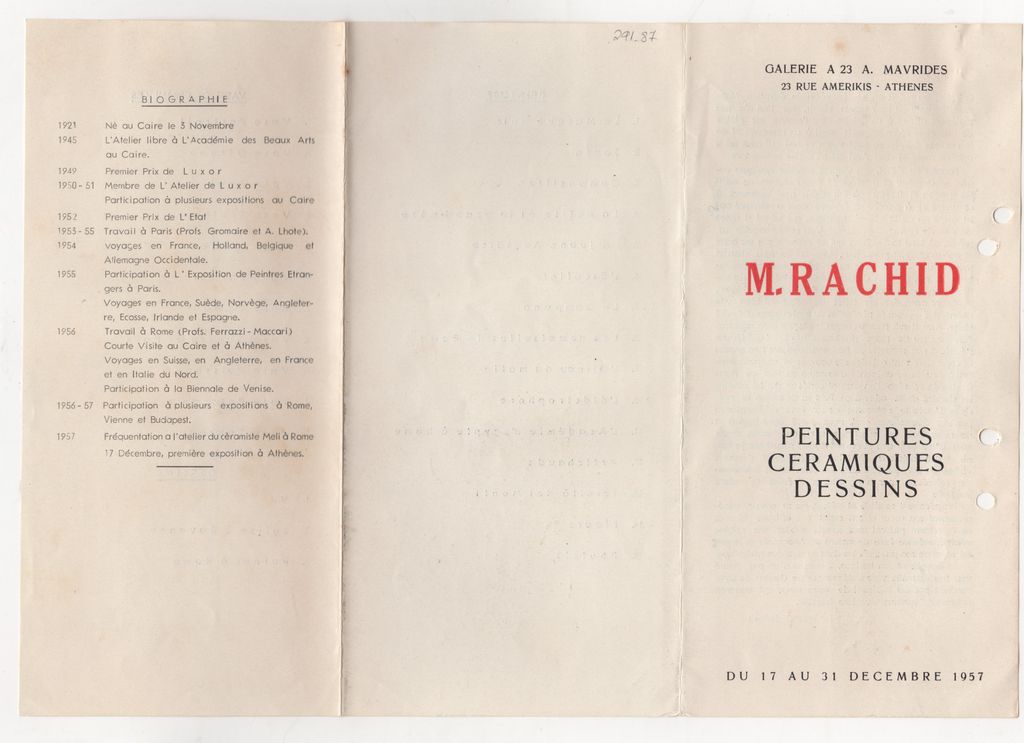 BIOGRAPHIE
1921 Né au Caire le 3 Novembre
1945 L'Atelier libre à L'Académie des Beaux Arts
au Caire.
1949 Premier Prix de Luxor
1950-51 Membre de L'Atelier de Luxor
Participation à plusieurs expositions au Caire
1952 Premier Prix de L'Etat
1953-55 Travail à Paris (Profs Gromaire et A. Lhote).
1954 voyages en France, Holland, Belgique et
Allemagne Occidentale.
1955 Participation à L'Exposition de Peintres Etran-
gers à Paris.
Voyages en France, Suède, Norvège, Angleter-
re, Ecosse, Irlande et Espagne.
1956 Travail à Rome (Profs. Ferrazzi-Maccari)
Courte Visite au Caire et à Athènes.
Voyages en Suisse, en Angleterre, en France
et en Italie du Nord.
Participation à la Biennale de Venise.
1956-57 Participation à plusieurs expositions à Rome,
Vienne et Budapest.
1957 Fréquentation a l'atelier du céramiste Meli à Rome
17 Décembre, première exposition à Athènes.
291.87
GALERIE A 23 A. MAVRIDES
23 RUE AMERIKIS - ATHENES
M. RACHID
PEINTURES
CERAMIQUES
DESSINS
DU 17 AU 31 DECEMBRE 1957